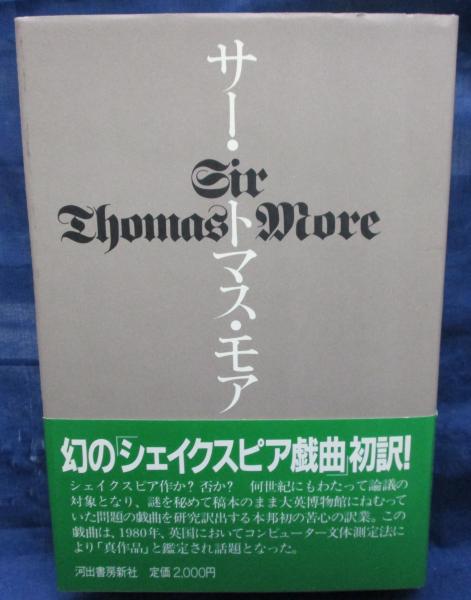 サー・トマス・モア
Sir
Thomas More
幻の「シェイクスピア戯曲」初訳!
シェイクスピア作か? 否か? 何世紀にもわたって論議の
対象となり、謎を秘めて稿本のまま大英博物館にねむって
いた問題の戯曲を研究訳出する本邦初の苦心の訳業。この
戯曲は、1980年、英国においてコンピューター文体測定法に
より「真作品」と鑑定され話題となった。
河出書房新社 定価2,000円